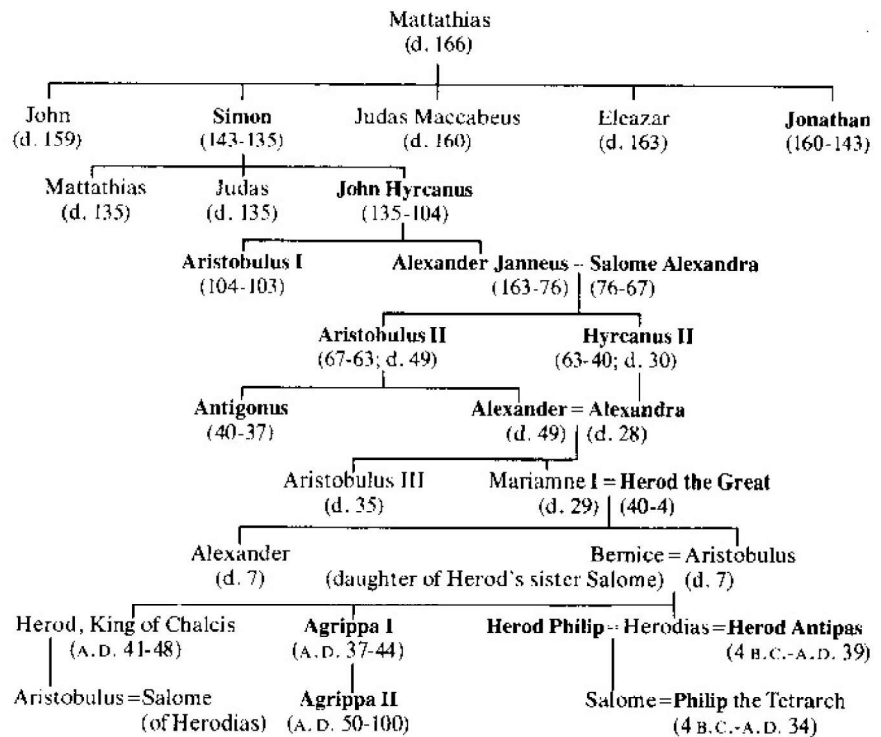 Mattathias
(d. 166)
John Simon Judas Maccabeus Eleazar Jonathan
(d. 159) (143-135) (d. 160) (d. 163) (160-143)
Mattathias Judas John Hyrcanus
(d. 135) (d. 135) (135-104)
Aristobulus I Alexander Janneus – Salome Alexandra
(104-103) (163-76) (76-67)
Aristobulus II Hyrcanus II
(67-63; d. 49) (63-40; d. 30)
Antigonus Alexander = Alexandra
(40-37) (d. 49) (d. 28)
Aristobulus III Mariamne I = Herod the Great
(d. 35) (d. 29) (40-4)
Alexander Bernice = Aristobulus
(d. 7) (daughter of Herod's sister Salome) (d. 7)
Herod, King of Chalcis Agrippa I Herod Philip – Herodias = Herod Antipas
(A.D. 41-48) (A.D. 37-44) (4 B.C.-A.D. 39)
Aristobulus = Salome Agrippa II Salome = Philip the Tetrarch
(of Herodias) (A.D. 50-100) (4 B.C.-A.D. 34)